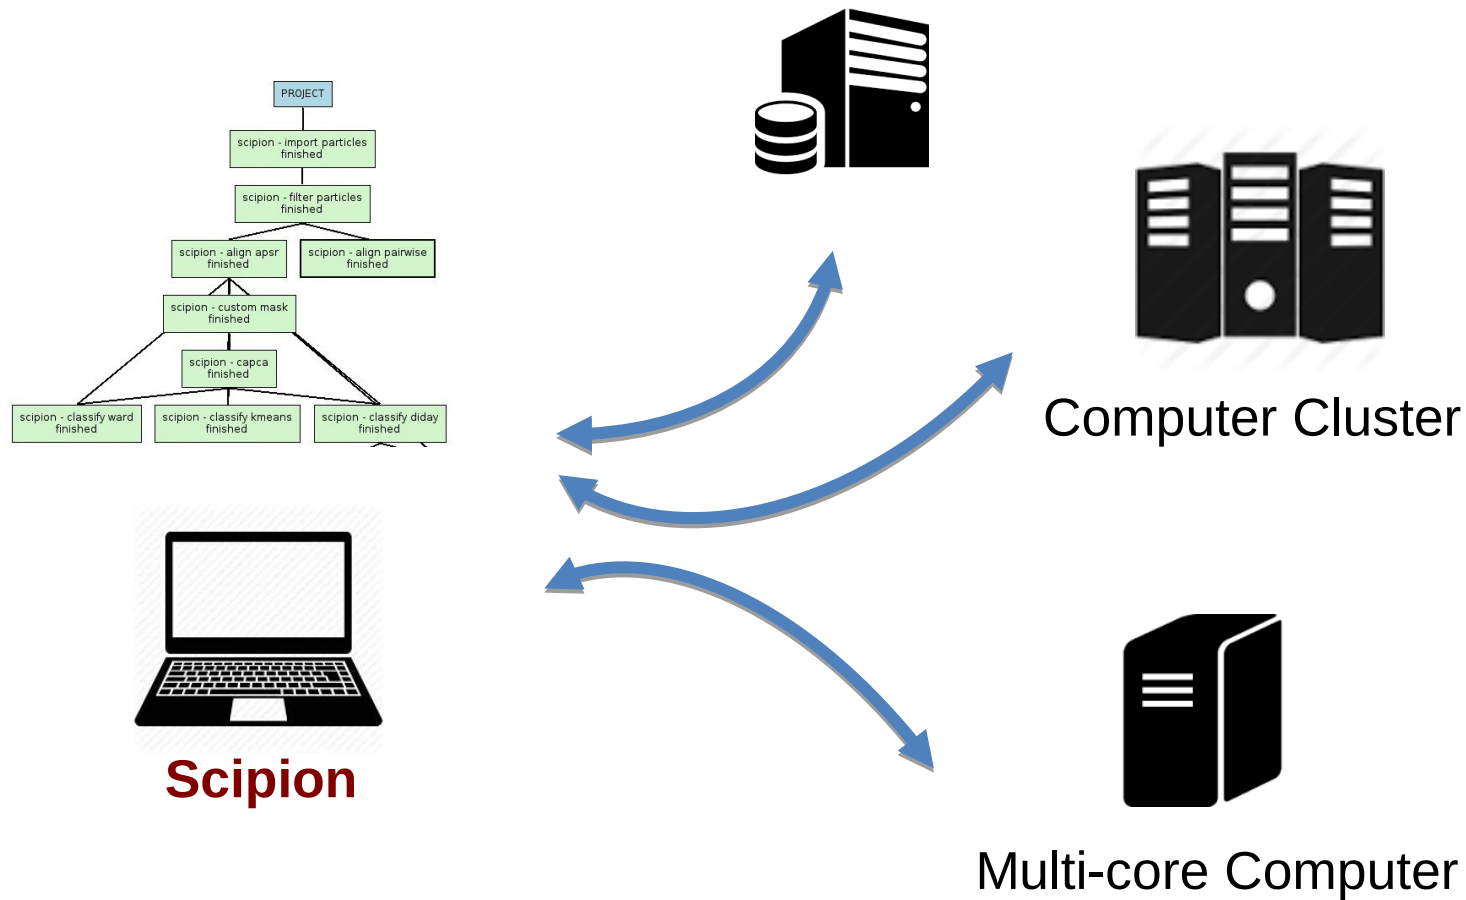 PROJECT
scipion - import particles
finished
scipion - filter particles
finished
scipion - align apsr
finished
scipion - align pairwise
finished
scipion - custom mask
finished
scipion - capca
finished
scipion - classify ward
finished
scipion - classify kmeans
finished
scipion - classify diday
finished
Computer Cluster
Scipion
Multi-core Computer